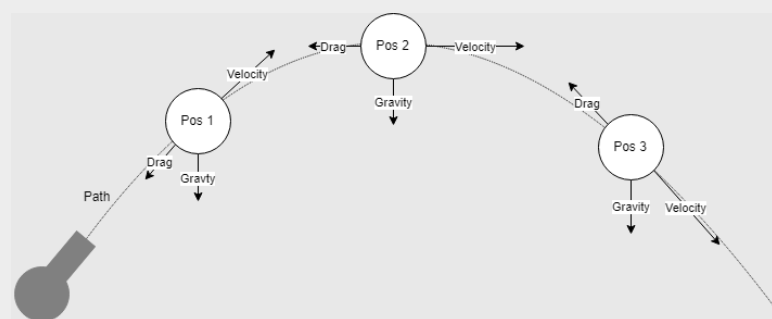 Drag
Pos 2
Velocity
Velocity
Gravity
Drag
Pos 1
Pos 3
Drag
Gravty
Path
Gravity
Velocity